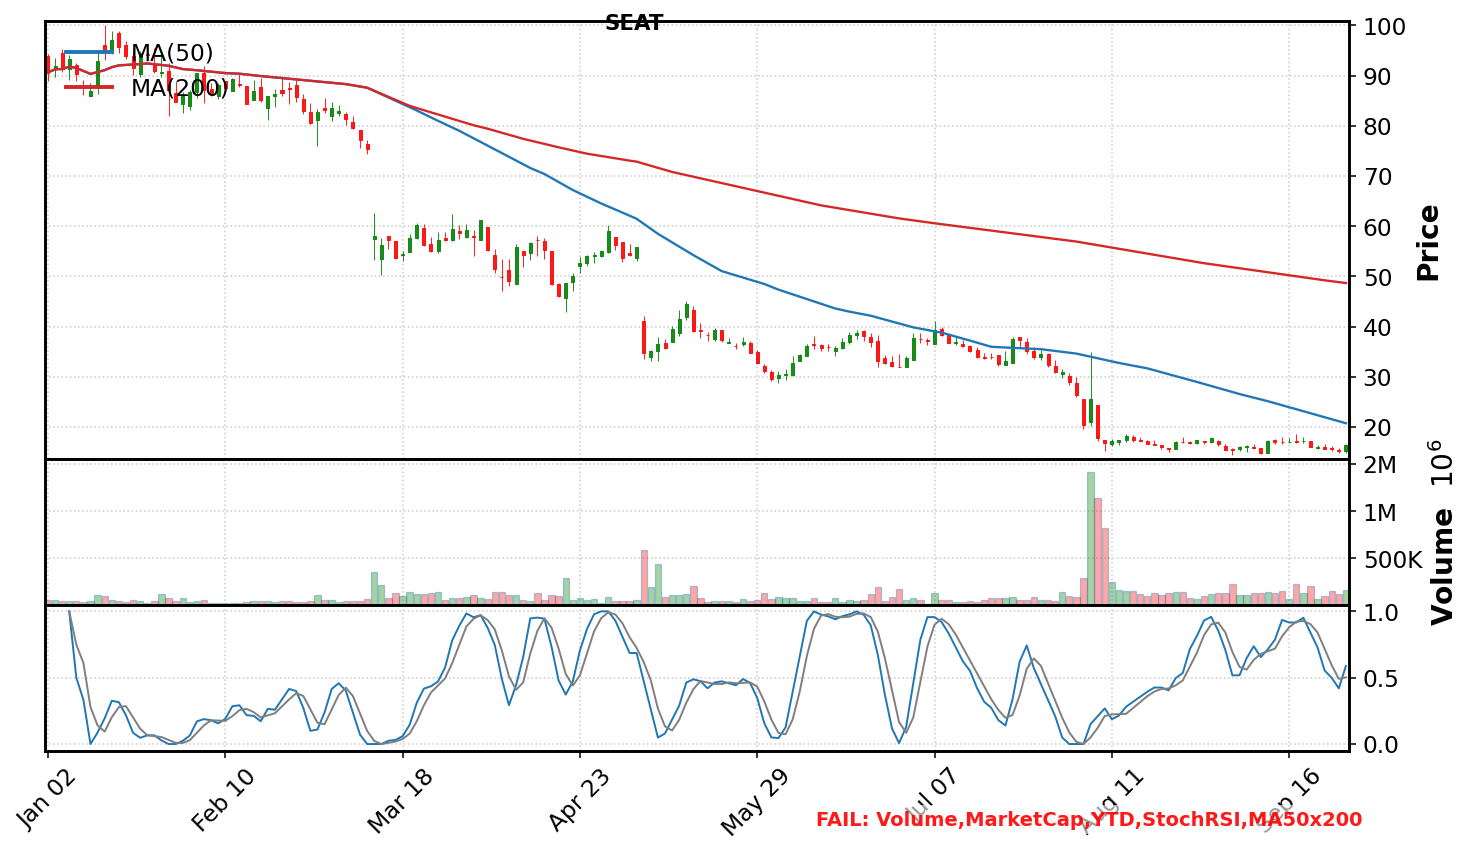 SEAT
MA(50)
MA(200)
100
90
80
70
60
50
40
30
20
Price
2M
1M
500K
Volume 10^6
1.0
0.5
0.0
Jan 02
Feb 10
Mar 18
Apr 23
May 29
Jul 07
Aug 11
Sep 16
FAIL: Volume,MarketCap,YTD,StochRSI,MA50x200